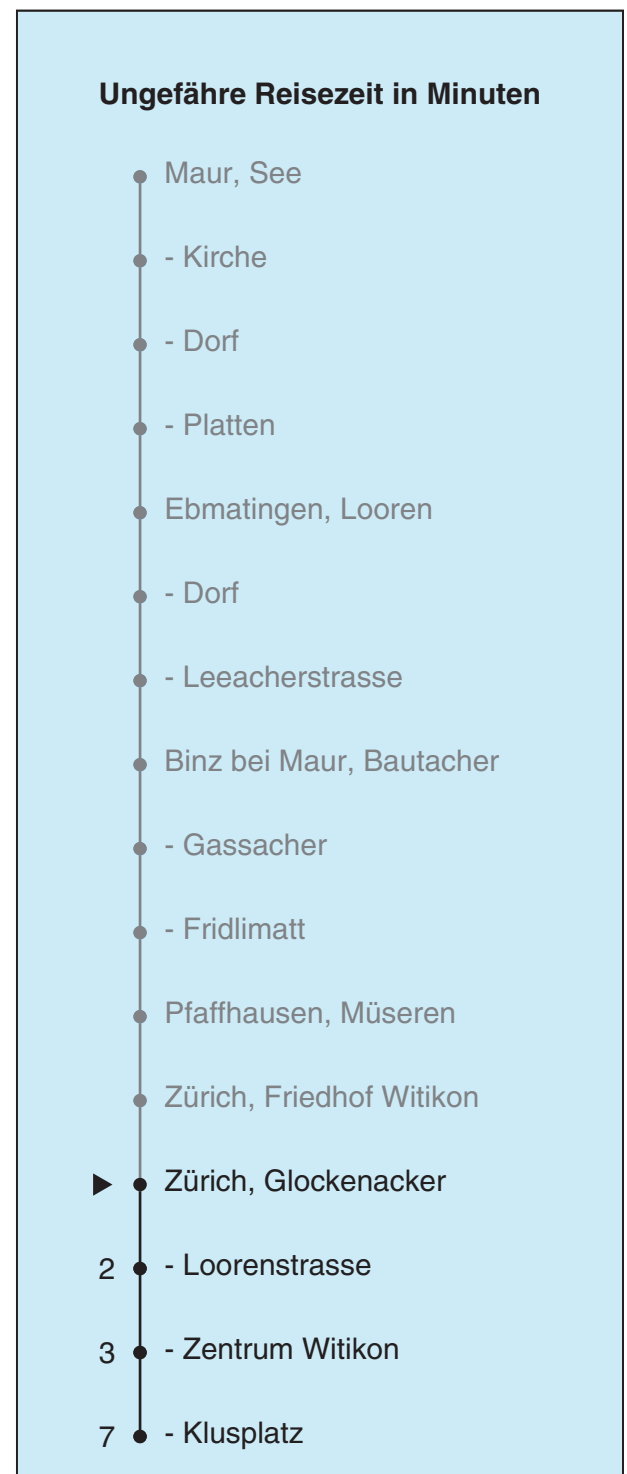 Ungefähre Reisezeit in Minuten
Maur, See
- Kirche
- Dorf
- Platten
Ebmatingen, Looren
- Dorf
- Leeacherstrasse
Binz bei Maur, Bautacher
- Gassacher
- Fridlimatt
Pfaffhausen, Müseren
Zürich, Friedhof Witikon
Zürich, Glockenacker
2 - Loorenstrasse
3 - Zentrum Witikon
7 - Klusplatz